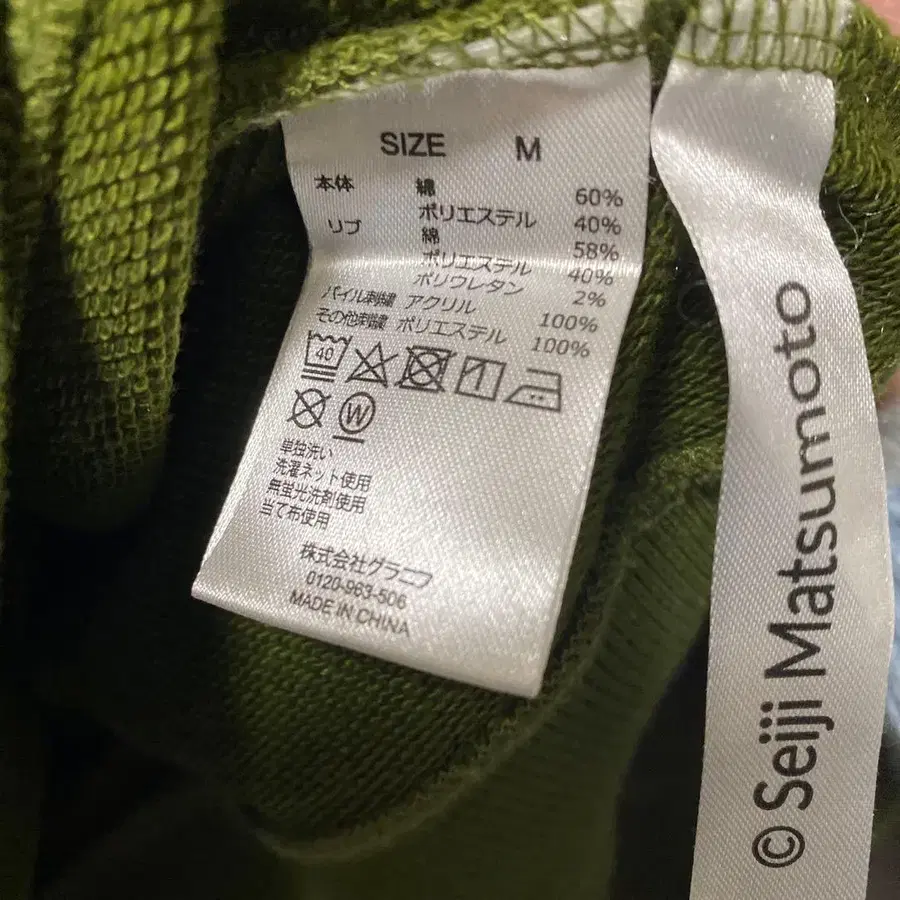 SIZE M
本体 綿 60%
ポリエステル 40%
リブ 綿 58%
ポリエステル 40%
ポリウレタン 2%
パイル刺繍 アクリル 100%
その他刺繍 ポリエステル 100%
40
W
単独洗い
洗濯ネット使用
無蛍光洗剤使用
当て布使用
株式会社グラニフ
0120-963-506
MADE IN CHINA
© Seiji Matsumoto